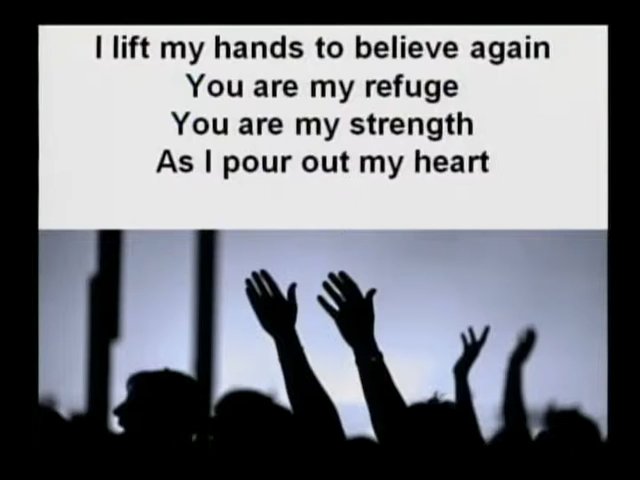 I lift my hands to believe again
You are my refuge
You are my strength
As I pour out my heart